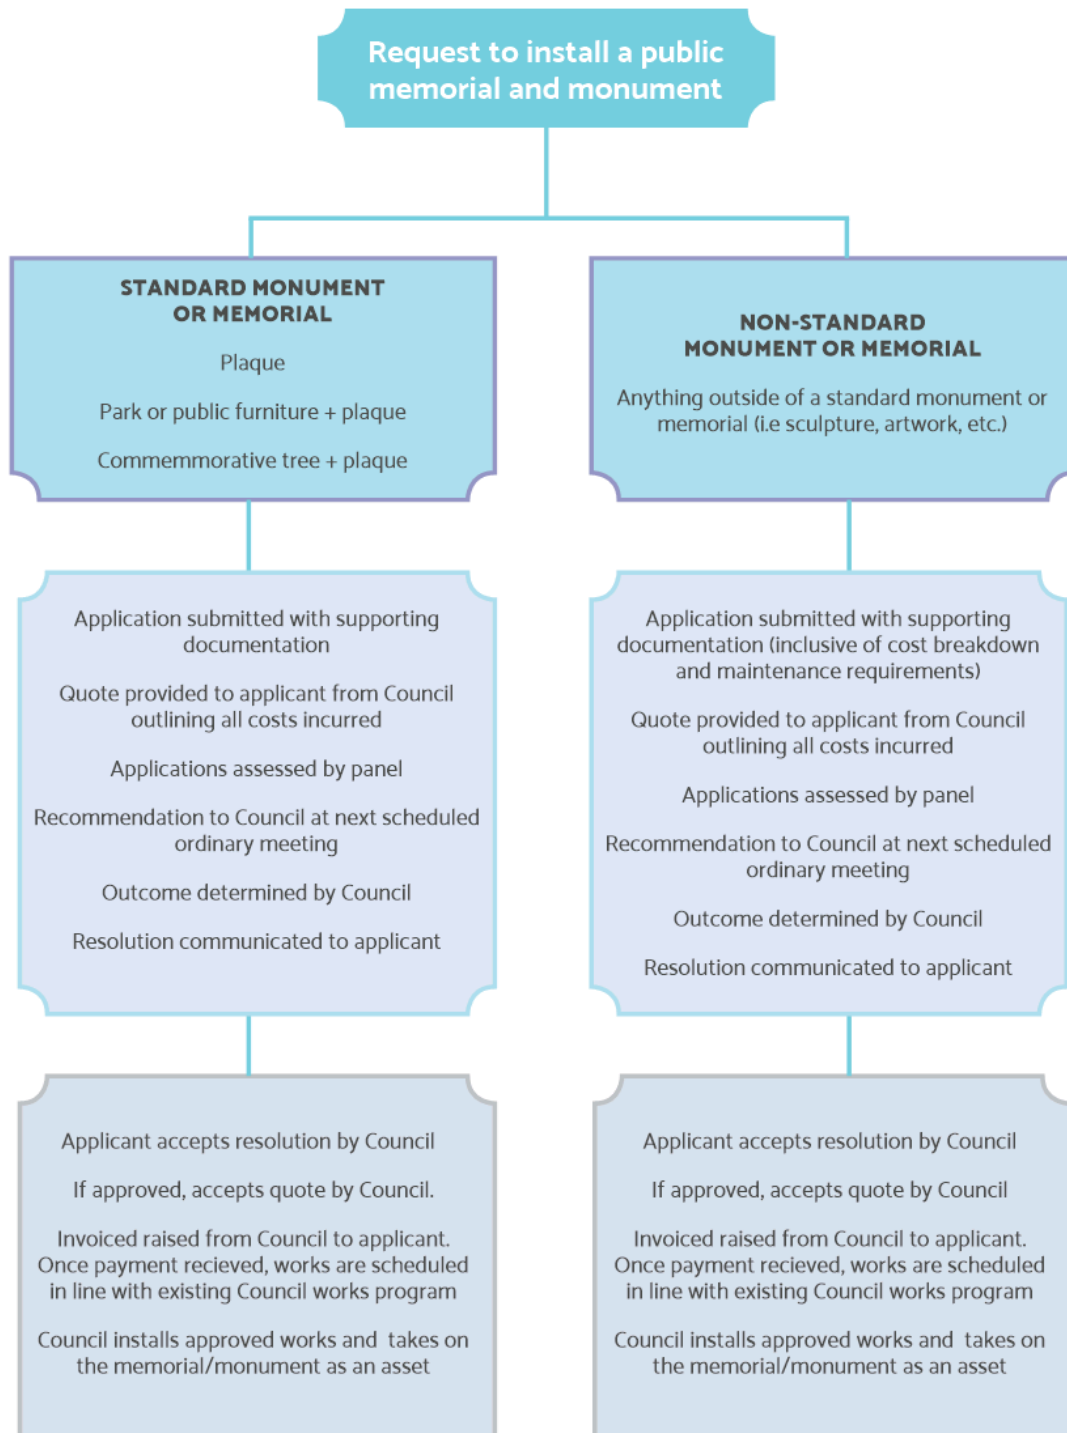 Request to install a public
memorial and monument
STANDARD MONUMENT
OR MEMORIAL
Plaque
Park or public furniture + plaque
Commemmorative tree + plaque
NON-STANDARD
MONUMENT OR MEMORIAL
Anything outside of a standard monument or
memorial (i.e sculpture, artwork, etc.)
Application submitted with supporting
documentation
Quote provided to applicant from Council
outlining all costs incurred
Applications assessed by panel
Recommendation to Council at next scheduled
ordinary meeting
Outcome determined by Council
Resolution communicated to applicant
Application submitted with supporting
documentation (inclusive of cost breakdown
and maintenance requirements)
Quote provided to applicant from Council
outlining all costs incurred
Applications assessed by panel
Recommendation to Council at next scheduled
ordinary meeting
Outcome determined by Council
Resolution communicated to applicant
Applicant accepts resolution by Council
If approved, accepts quote by Council.
Invoiced raised from Council to applicant.
Once payment recieved, works are scheduled
in line with existing Council works program
Council installs approved works and takes on
the memorial/monument as an asset
Applicant accepts resolution by Council
If approved, accepts quote by Council
Invoiced raised from Council to applicant.
Once payment recieved, works are scheduled
in line with existing Council works program
Council installs approved works and takes on
the memorial/monument as an asset